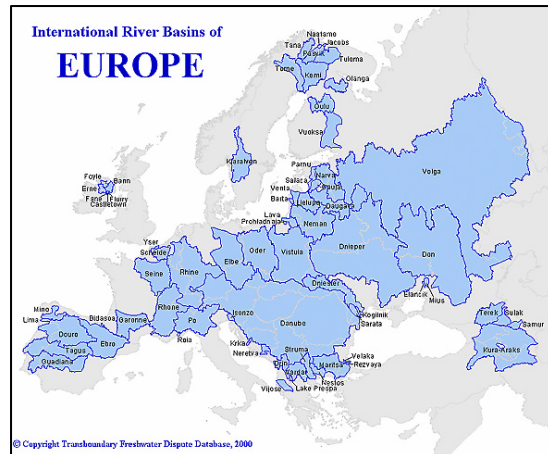 International River Basins of
EUROPE
Naatamo
Tana
Jacobs
Pasvik
Tuloma
Torne
Kemi
Olanga
Oulu
Vuoksa
Klaralven
Parnu
Narva
Salaca
Gauja
Venta
Barta
Lielupe
Daugava
Lava
Prohladnaja
Neman
Volga
Foyle
Bann
Erne
Fane
Flurry
Castletown
Yser
Schelde
Seine
Rhine
Elbe
Oder
Vistula
Dnieper
Don
Dniester
Elancik
Mius
Mino
Lima
Bidasoa
Garonne
Rhone
Po
Isonzo
Danube
Kogilnik
Sarata
Terek
Sulak
Samur
Douro
Tagus
Ebro
Guadiana
Roia
Krka
Neretva
Struma
Drin
Vardar
Maritsa
Velaka
Rezvaya
Nestos
Lake Prespa
Vijose
Kura-Araks
© Copyright Transboundary Freshwater Dispute Database, 2000